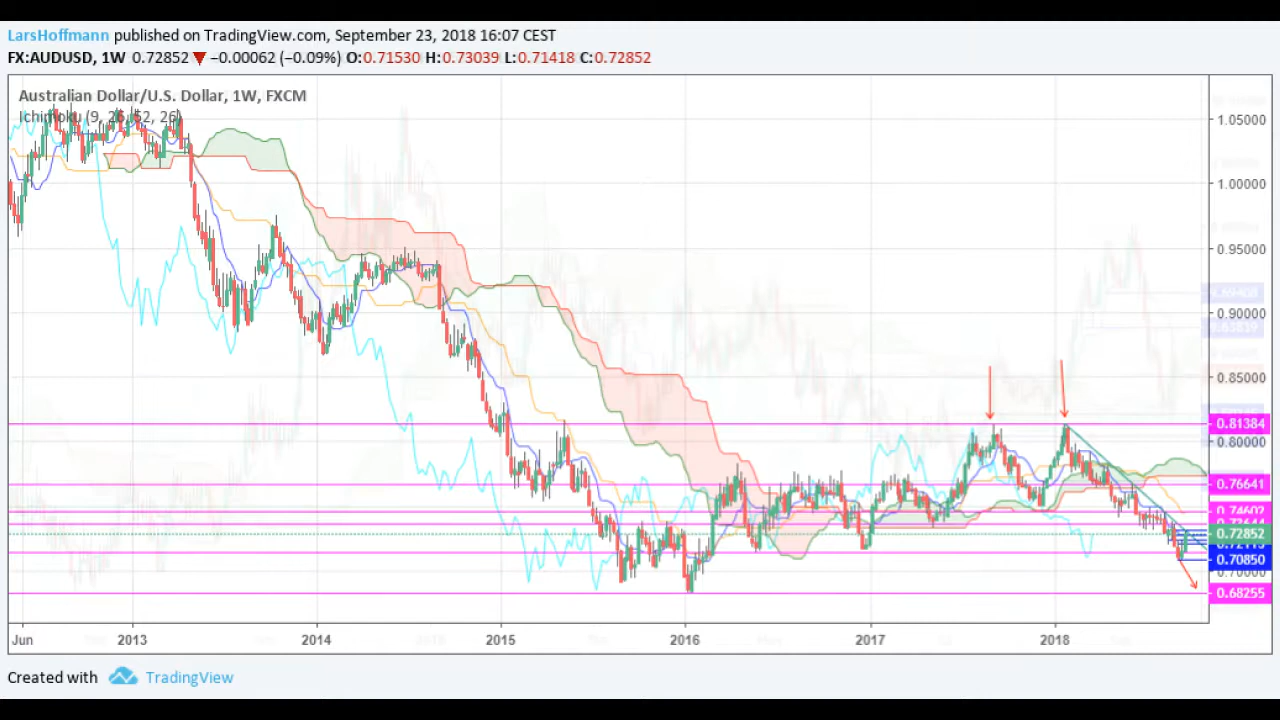 LarsHoffmann published on TradingView.com, September 23, 2018 16:07 CEST
FX:AUDUSD, 1W 0.72852 ▼ −0.00062 (−0.09%) O:0.71530 H:0.73039 L:0.71418 C:0.72852
Australian Dollar/U.S. Dollar, 1W, FXCM
Ichimoku (9, 26, 52, 26)
1.05000
1.00000
0.95000
0.90000
0.85000
0.81384
0.80000
0.76641
0.74602
0.72852
0.70850
0.70000
0.68255
Jun 2013 2014 2015 2016 2017 2018
Created with TradingView